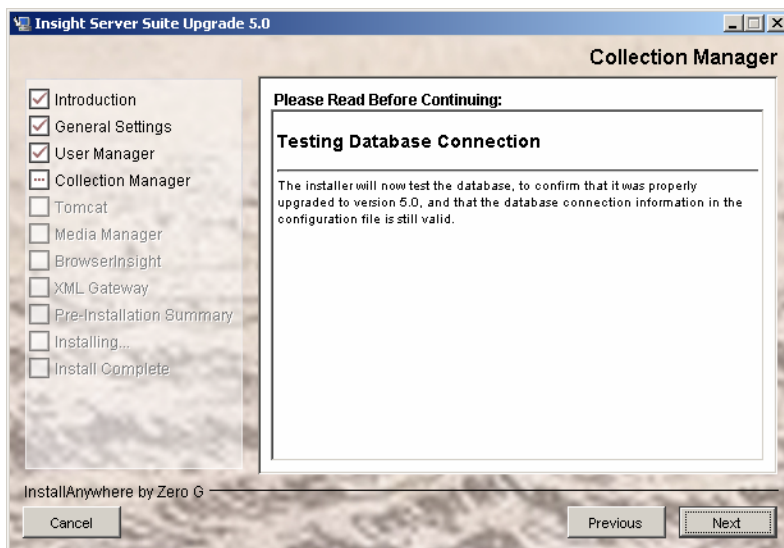 Insight Server Suite Upgrade 5.0
Collection Manager
Introduction
General Settings
User Manager
Collection Manager
Tomcat
Media Manager
BrowserInsight
XML Gateway
Pre-Installation Summary
Installing...
Install Complete
Please Read Before Continuing:
Testing Database Connection
The installer will now test the database, to confirm that it was properly
upgraded to version 5.0, and that the database connection information in the
configuration file is still valid.
InstallAnywhere by Zero G
Cancel
Previous
Next